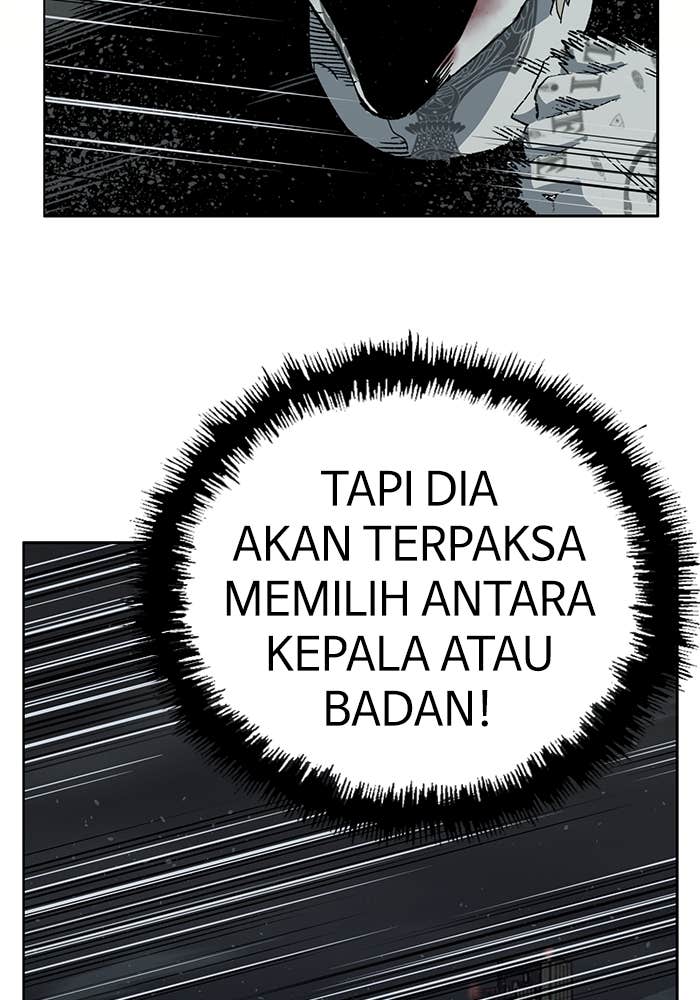 TAPI DIA
AKAN TERPAKSA
MEMILIH ANTARA
KEPALA ATAU
BADAN!